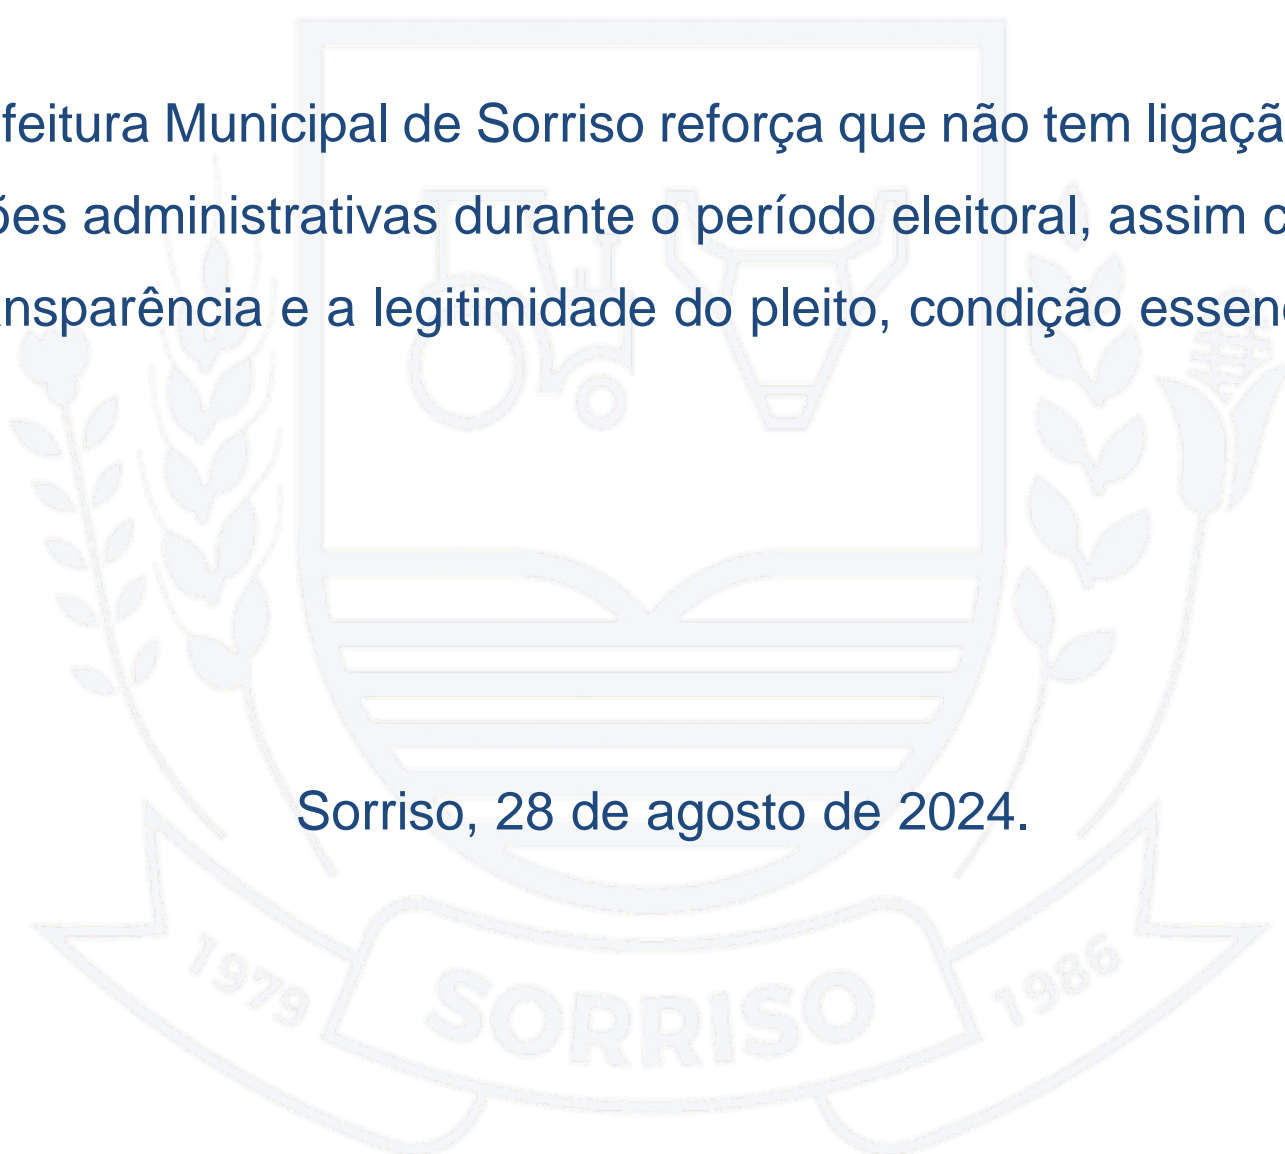 feitura Municipal de Sorriso reforça que não tem ligaçã
ões administrativas durante o período eleitoral, assim c
ansparência e a legitimidade do pleito, condição essen
Sorriso, 28 de agosto de 2024.
1979 SORRISO 1986